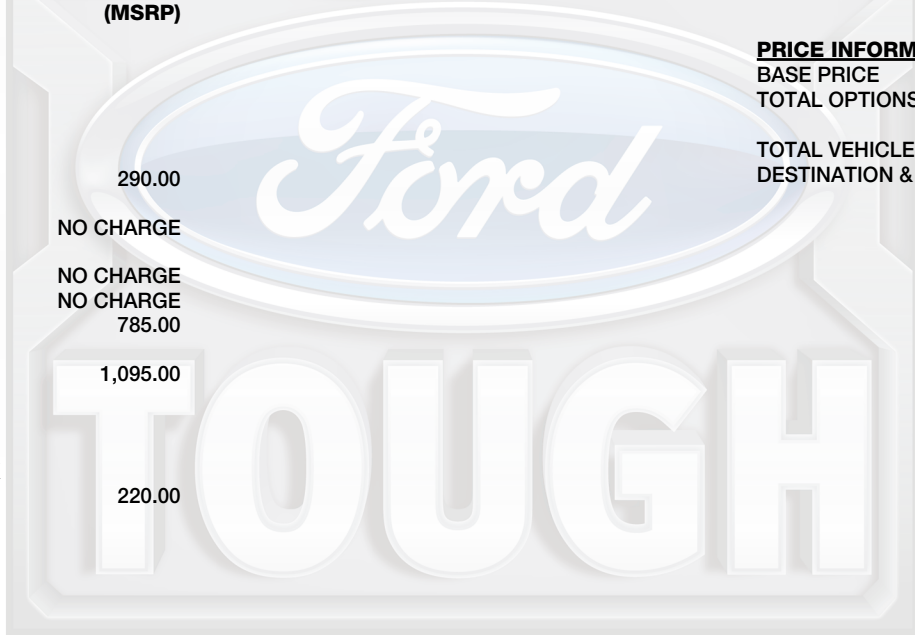 (MSRP)
290.00
NO CHARGE
NO CHARGE
NO CHARGE
785.00
1,095.00
220.00
PRICE INFORM
BASE PRICE
TOTAL OPTIONS
TOTAL VEHICLE
DESTINATION &
Ford
TOUGH